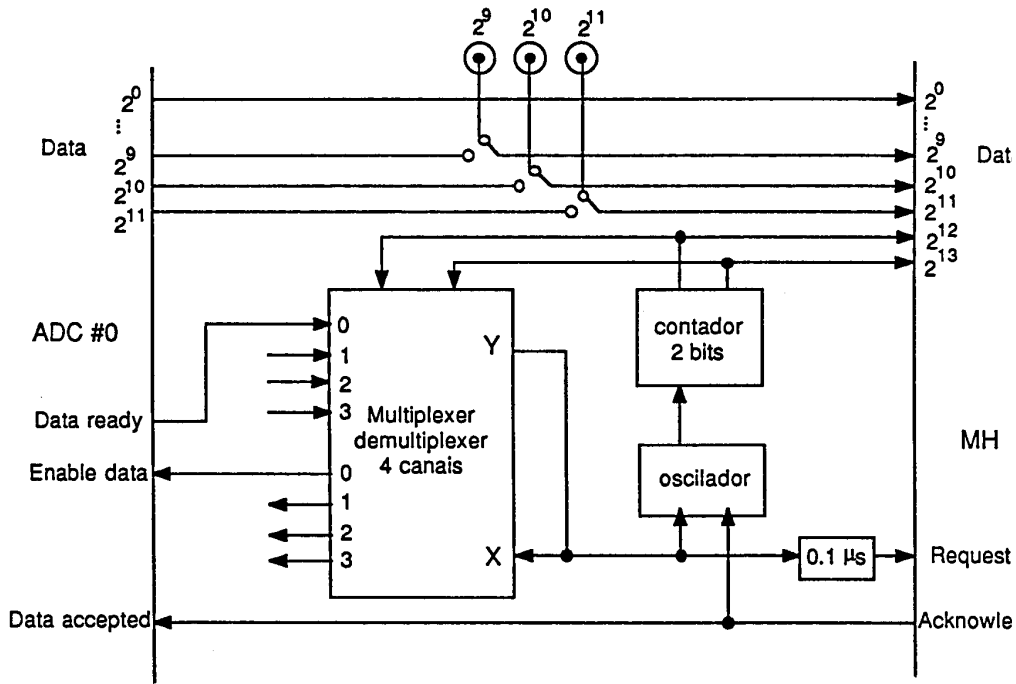 2^9 2^10 2^11
2^0
...
2^9
2^10
2^11
Data
2^0
...
2^9
2^10
2^11
2^12
2^13
Dat
ADC #0
Data ready
Enable data
Data accepted
0
1
2
3
0
1
2
3
Y
X
Multiplexer
demultiplexer
4 canais
contador
2 bits
oscilador
0.1 µs
MH
Request
Acknowle